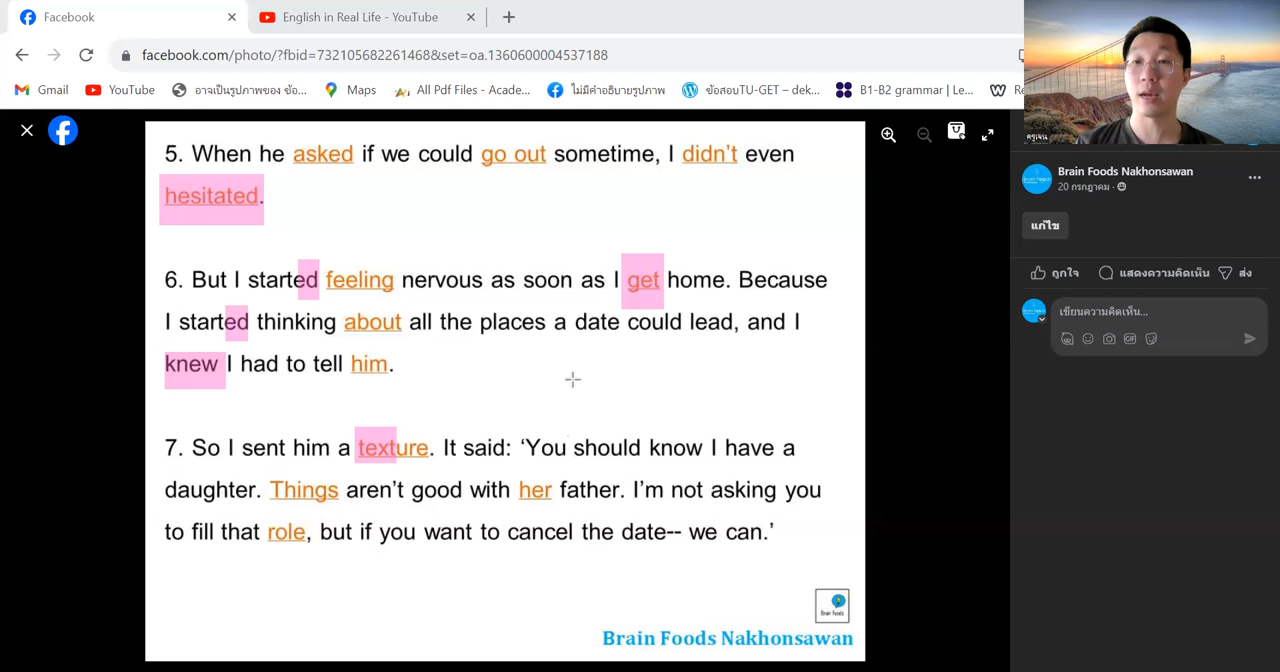 Facebook
English in Real Life - YouTube
facebook.com/photo/?fbid=732105682261468&set=oa.1360600004537188
Gmail
YouTube
อาจเป็นรูปภาพของ ข้อ...
Maps
All Pdf Files - Acade...
ไม่มีคำอธิบายรูปภาพ
ข้อสอบTU-GET – dek...
B1-B2 grammar | Le...
Re
5. When he asked if we could go out sometime, I didn't even
hesitated.
6. But I started feeling nervous as soon as I get home. Because
I started thinking about all the places a date could lead, and I
knew I had to tell him.
7. So I sent him a texture. It said: 'You should know I have a
daughter. Things aren't good with her father. I'm not asking you
to fill that role, but if you want to cancel the date-- we can.'
Brain Foods
Brain Foods Nakhonsawan
ครูเจน
Brain Foods Nakhonsawan
20 กรกฎาคม ·
แก้ไข
ถูกใจ
แสดงความคิดเห็น
ส่ง
เขียนความคิดเห็น...